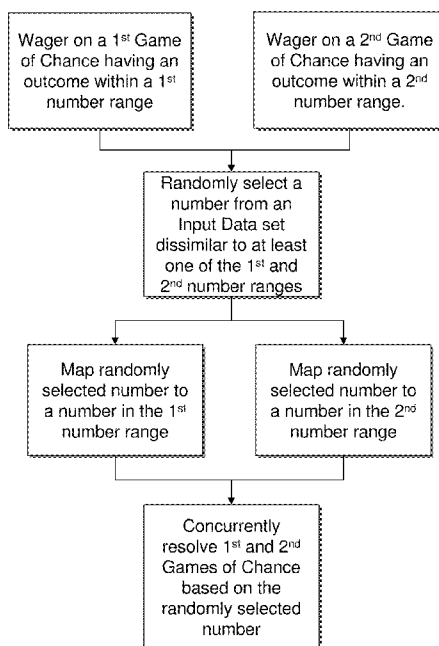 Wager on a 1st Game
of Chance having an
outcome within a 1st
number range
Wager on a 2nd Game
of Chance having an
outcome within a 2nd
number range.
Randomly select a
number from an
Input Data set
dissimilar to at least
one of the 1st and
2nd number ranges
Map randomly
selected number to
a number in the 1st
number range
Map randomly
selected number to
a number in the 2nd
number range
Concurrently
resolve 1st and 2nd
Games of Chance
based on the
randomly selected
number